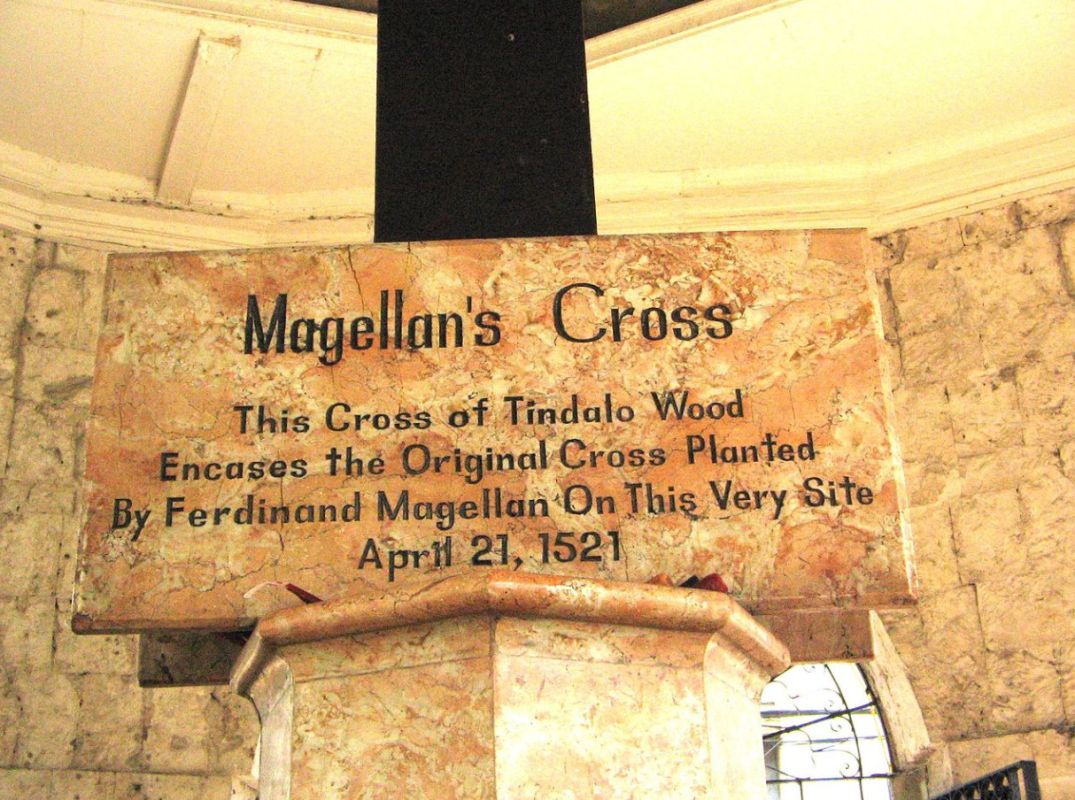 Magellan's Cross
This Cross of Tindalo Wood
Encases the Original Cross Planted
By Ferdinand Magellan On This Very Site
April 21, 1521